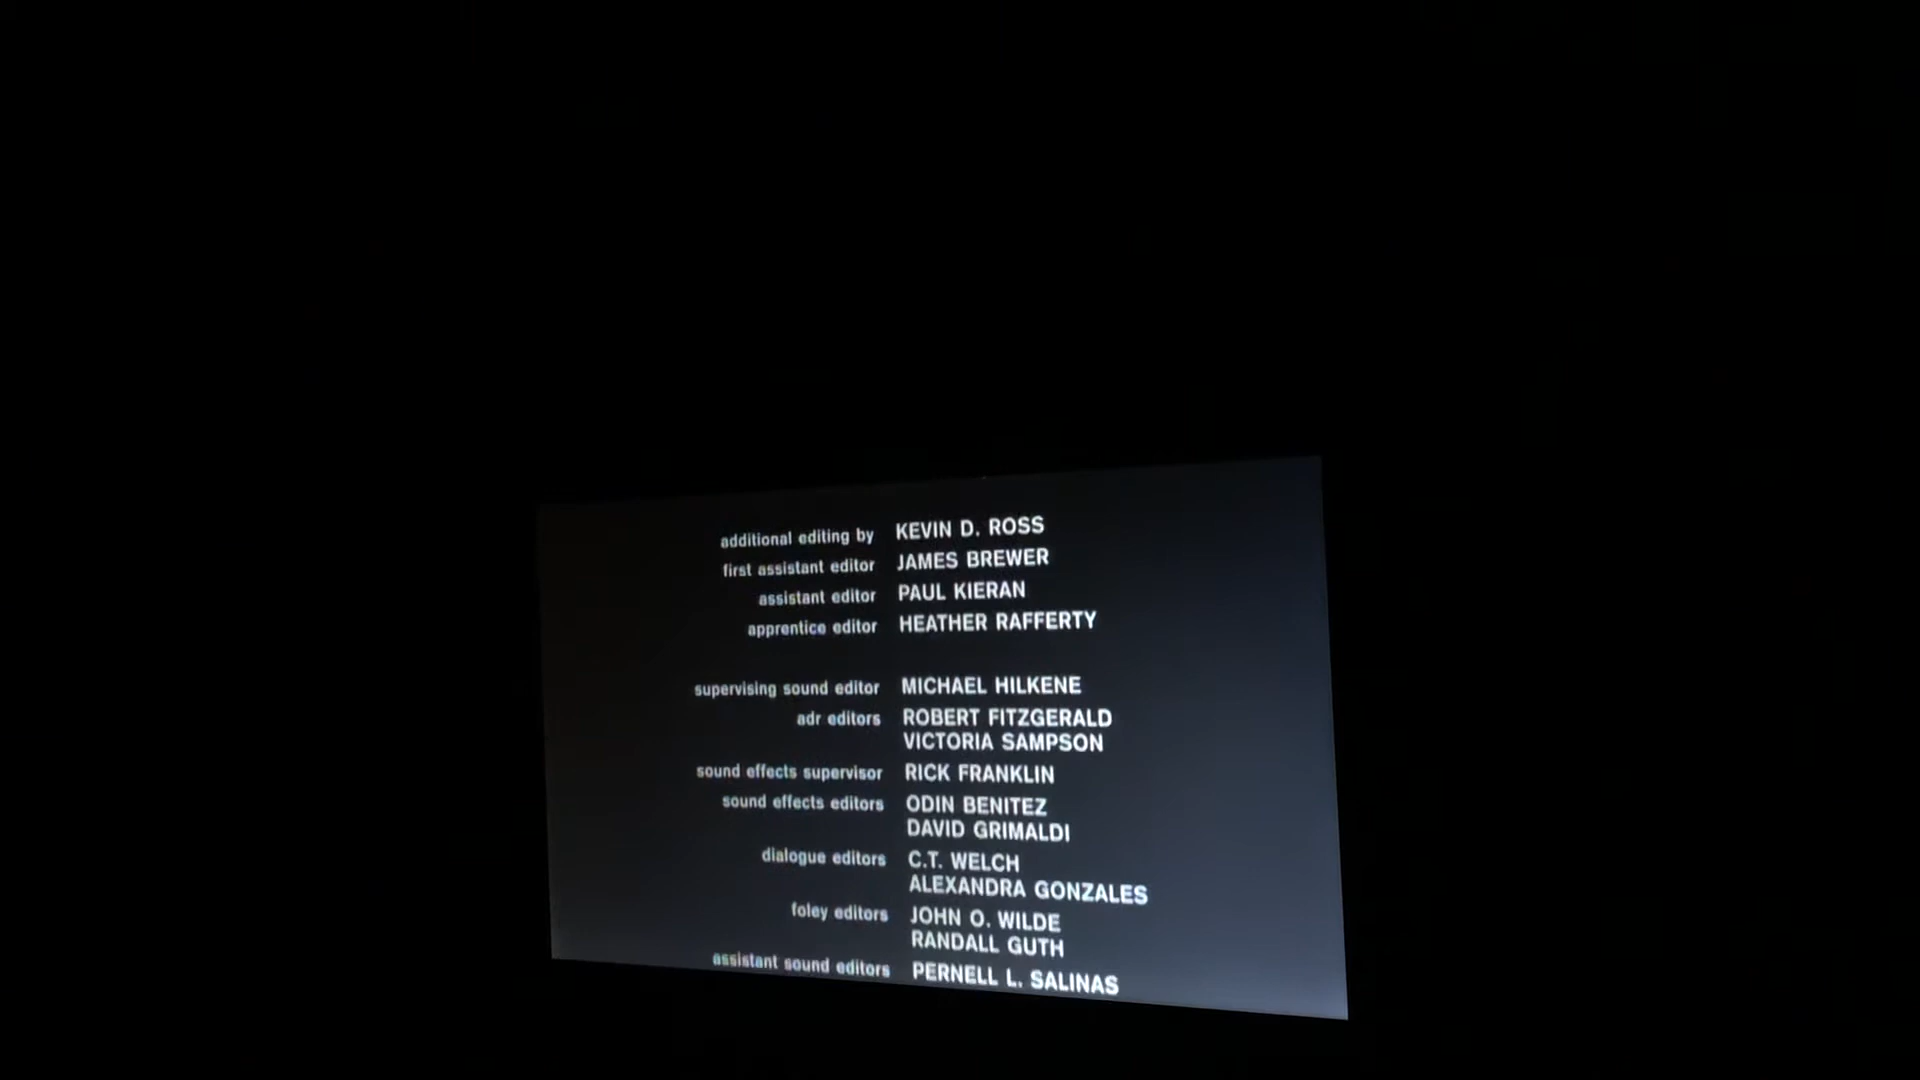 additional editing by KEVIN D. ROSS
first assistant editor JAMES BREWER
assistant editor PAUL KIERAN
apprentice editor HEATHER RAFFERTY
supervising sound editor MICHAEL HILKENE
adr editors ROBERT FITZGERALD
VICTORIA SAMPSON
sound effects supervisor RICK FRANKLIN
sound effects editors ODIN BENITEZ
DAVID GRIMALDI
dialogue editors C.T. WELCH
ALEXANDRA GONZALES
foley editors JOHN O. WILDE
RANDALL GUTH
assistant sound editors PERNELL L. SALINAS